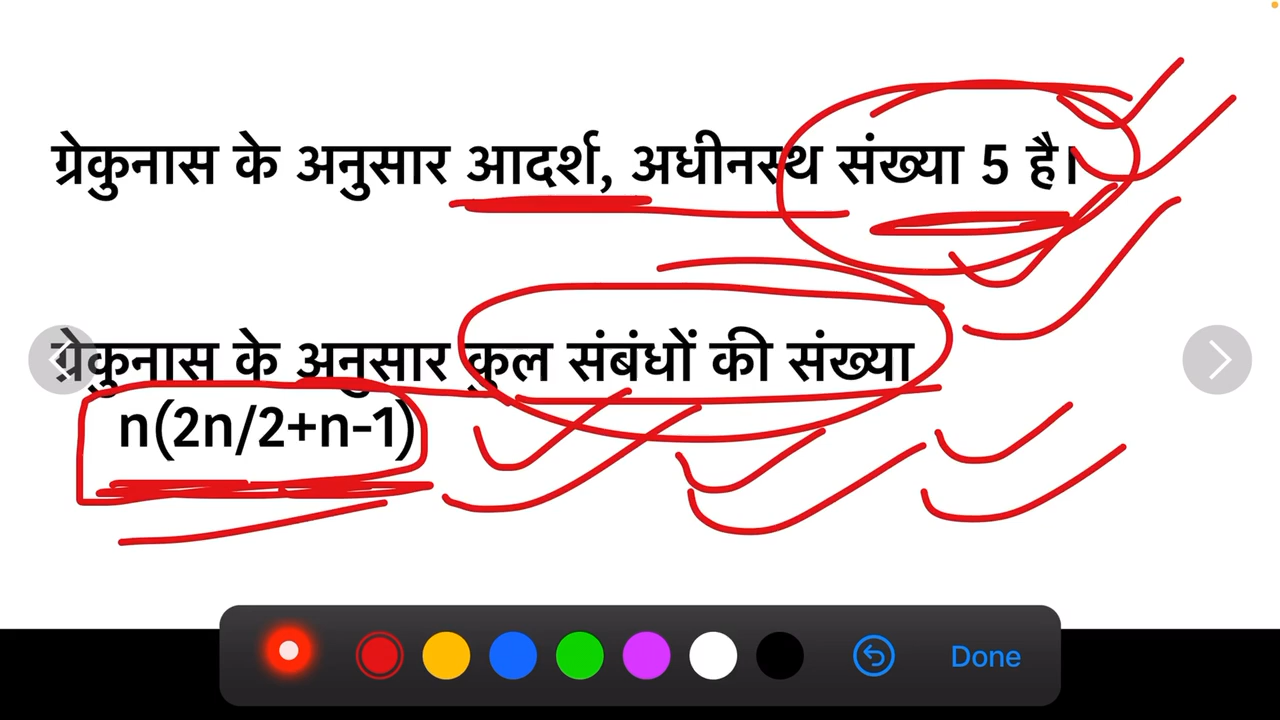 ग्रेकुनास के अनुसार आदर्श, अधीनस्थ संख्या 5 है।
ग्रेकुनास के अनुसार कुल संबंधों की संख्या
n(2n/2+n-1)
Done